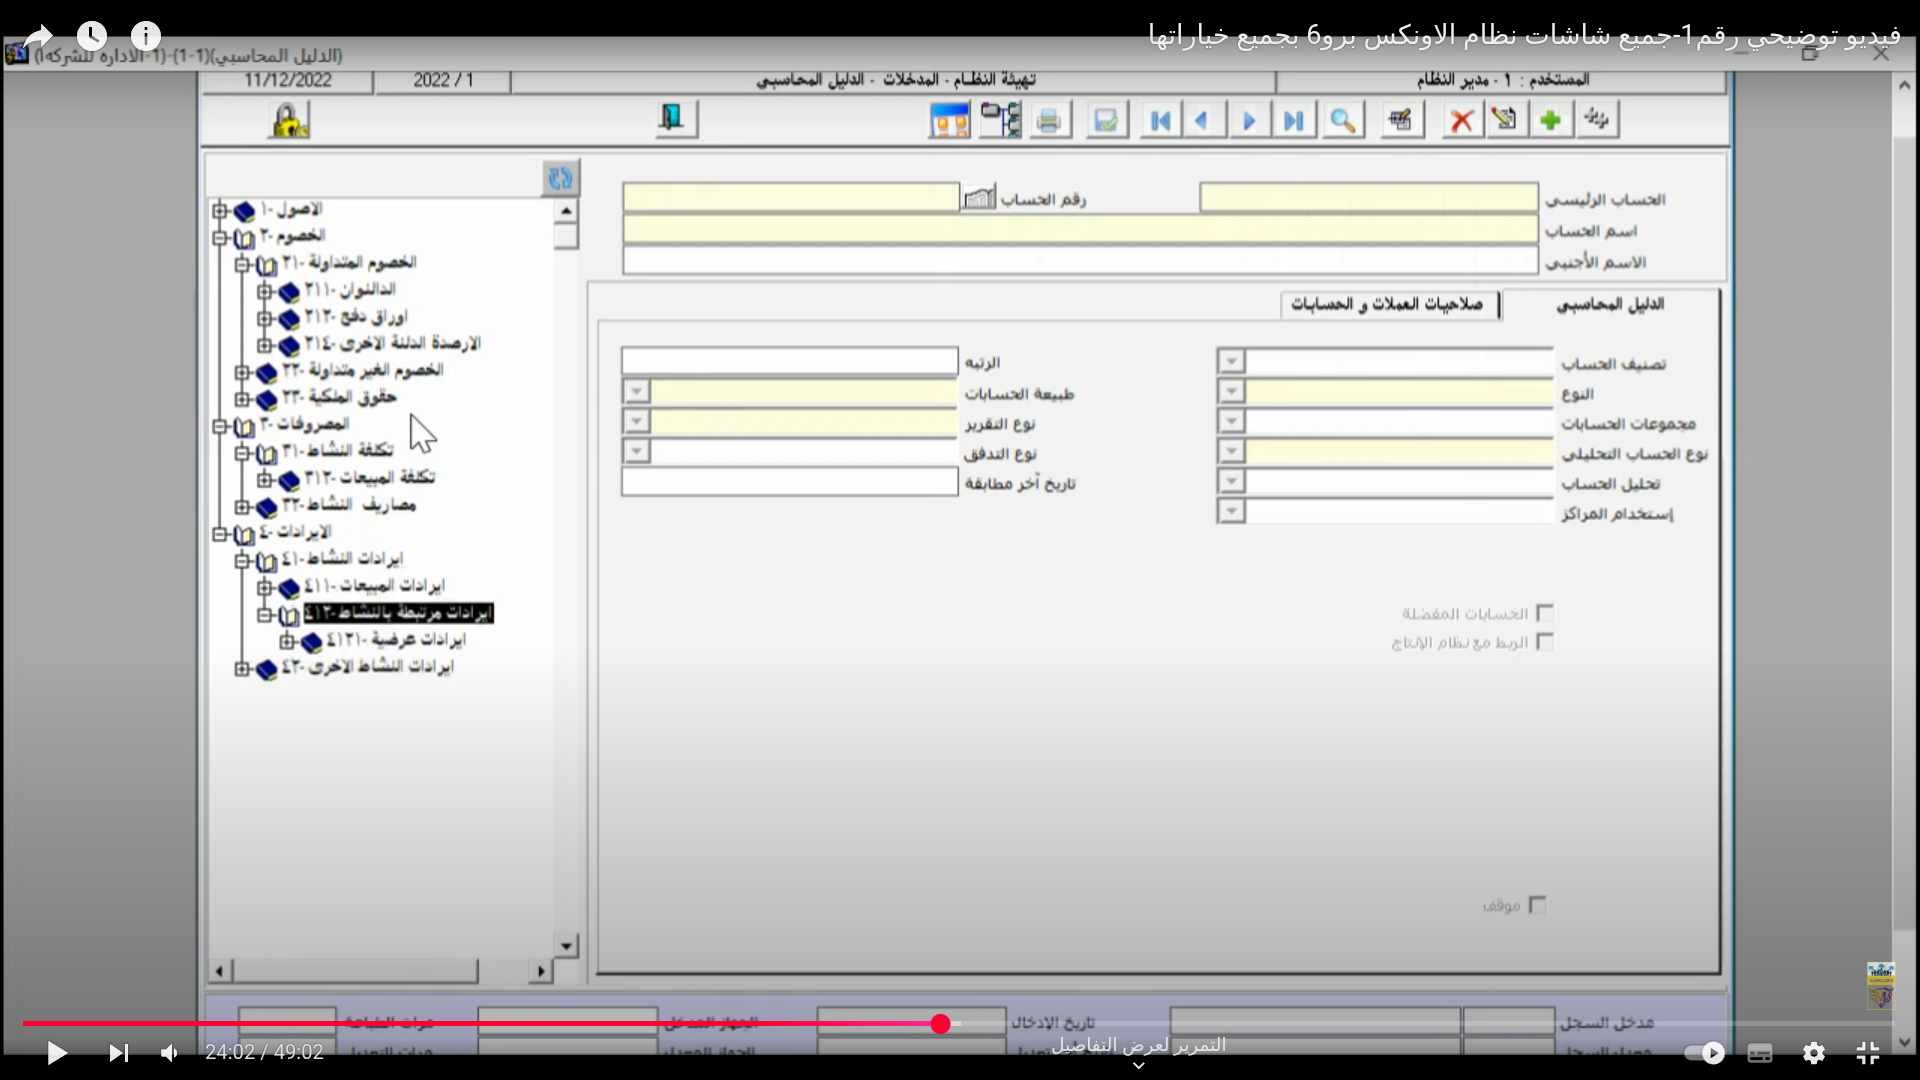 فيديو توضيحي رقم1-جميع شاشات نظام الاونكس برو6 بجميع خياراتها
(الدليل المحاسبي)(1-1)-(1-الادارة للشركة)
المستخدم : ١ - مدير النظام
تهيئة النظام - المدخلات - الدليل المحاسبي
2022 / 1
11/12/2022
الحساب الرئيسي
رقم الحساب
اسم الحساب
الاسم الأجنبي
الدليل المحاسبي
صلاحيات العملات و الحسابات
تصنيف الحساب
الرتبه
النوع
طبيعة الحسابات
مجموعات الحسابات
نوع التقرير
نوع الحساب التحليلي
نوع التدفق
تحليل الحساب
تاريخ آخر مطابقة
إستخدام المراكز
الحسابات المفضلة
الربط مع نظام الإنتاج
موقف
١- الاصول
٢- الخصوم
٢١- الخصوم المتداولة
٢١١- الدائنون
٢١٢- اوراق دفع
٢١٤- الارصدة الدائنة الاخرى
٢٢- الخصوم الغير متداولة
٢٣- حقوق الملكية
٣- المصروفات
٣١- تكلفة النشاط
٣١٢- تكلفة المبيعات
٣٢- مصاريف النشاط
٤- الايرادات
٤١- ايرادات النشاط
٤١١- ايرادات المبيعات
٤١٢- ايرادات مرتبطة بالنشاط
٤١٢١- ايرادات عرضية
٤٢- ايرادات النشاط الاخرى
مدخل السجل
تاريخ الإدخال
الجهاز المدخل
مرات الطباعة
معدل السجل
الجهاز المعدل
مرات التعديل
التمرير لعرض التفاصيل
24:02 / 49:02